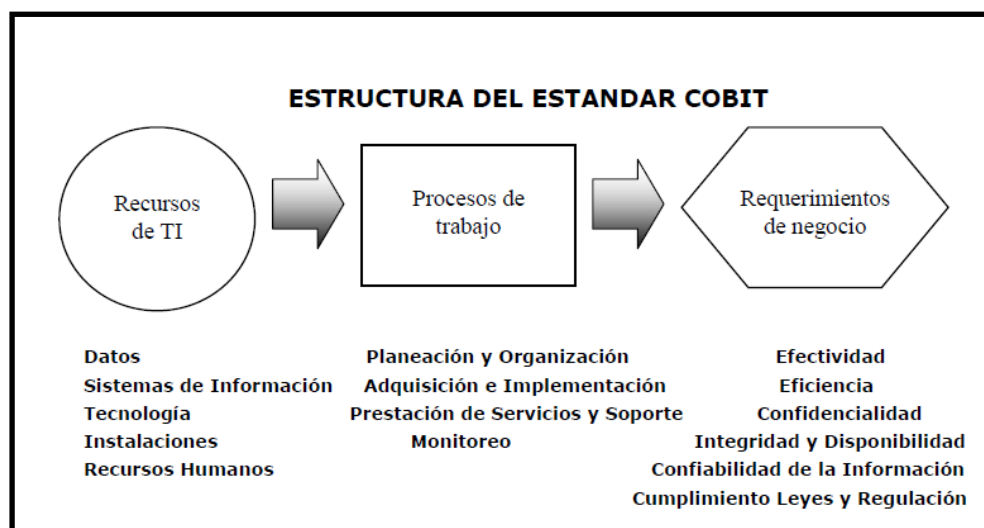 ESTRUCTURA DEL ESTANDAR COBIT
Recursos
de TI
Procesos de
trabajo
Requerimientos
de negocio
Datos
Sistemas de Información
Tecnología
Instalaciones
Recursos Humanos
Planeación y Organización
Adquisición e Implementación
Prestación de Servicios y Soporte
Monitoreo
Efectividad
Eficiencia
Confidencialidad
Integridad y Disponibilidad
Confiabilidad de la Información
Cumplimiento Leyes y Regulación